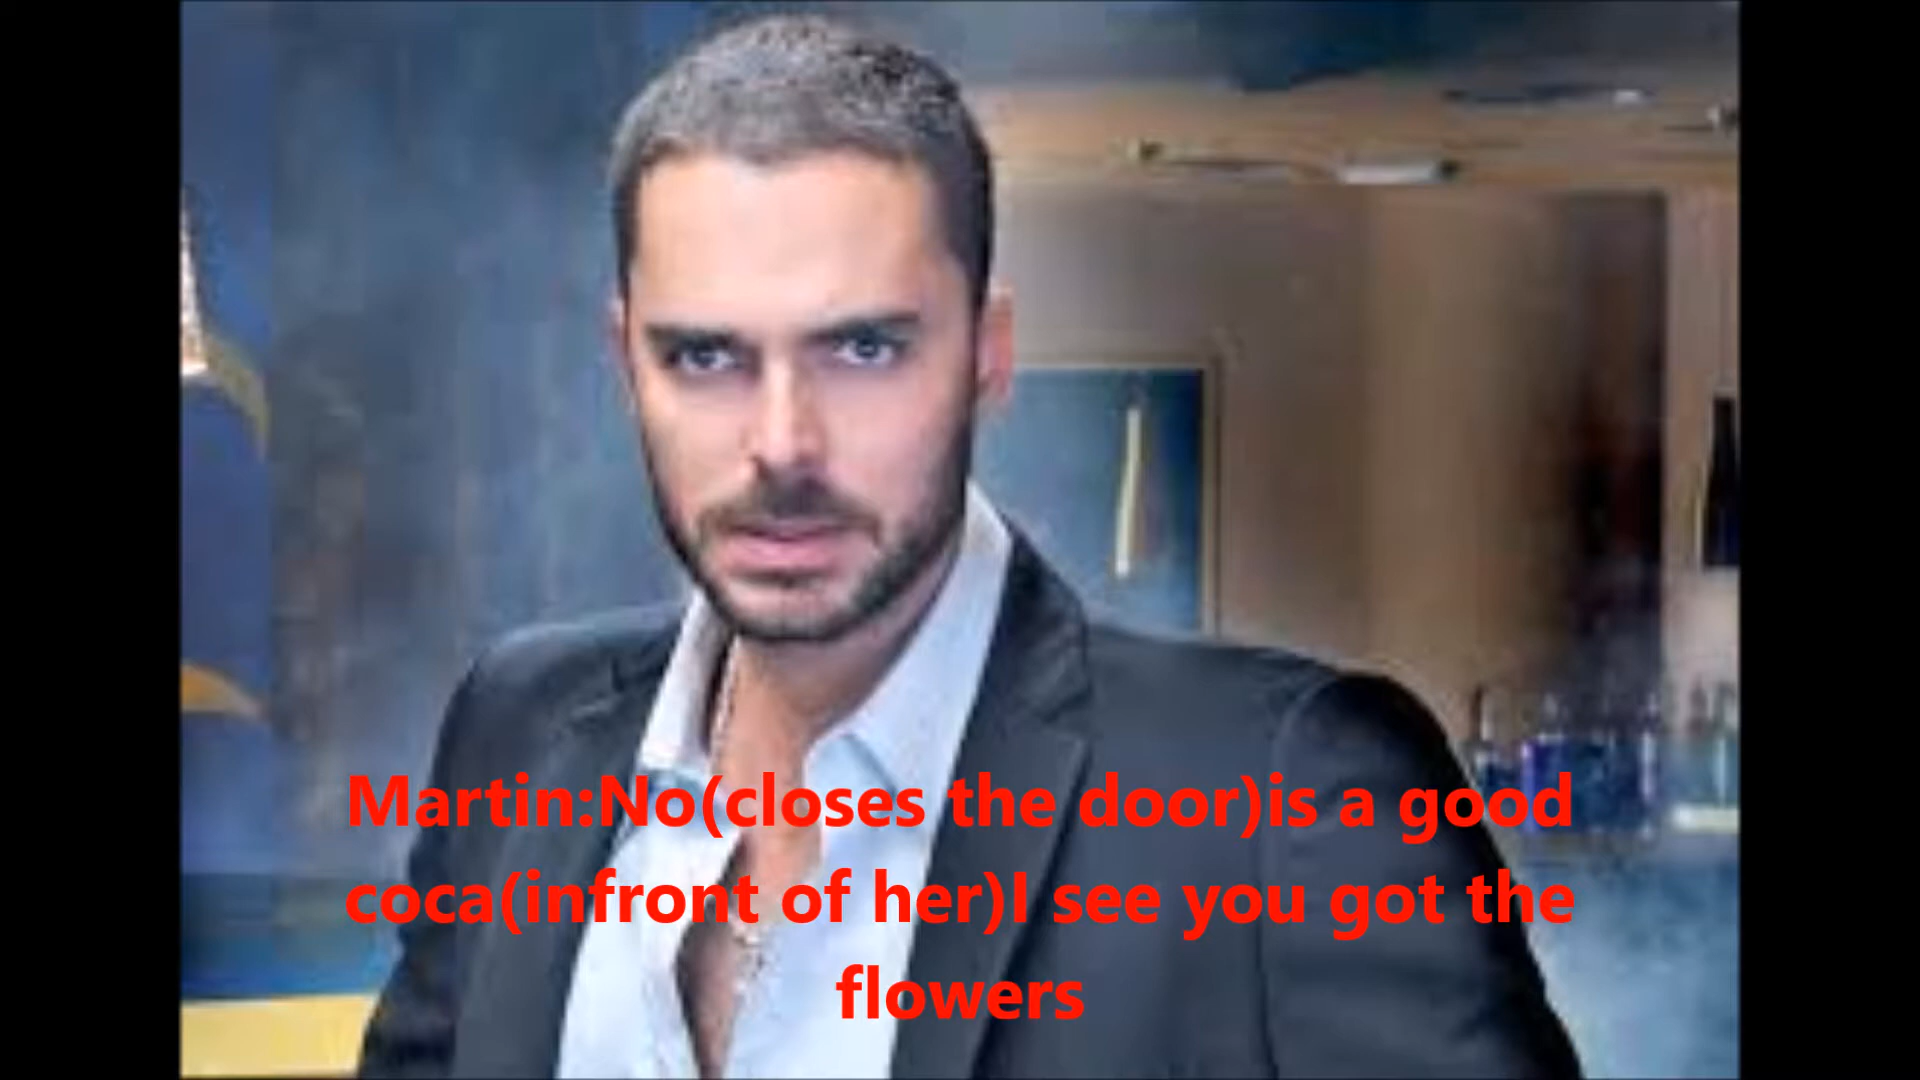 Martin:No(closes the door)is a good
coca(infront of her)I see you got the
flowers